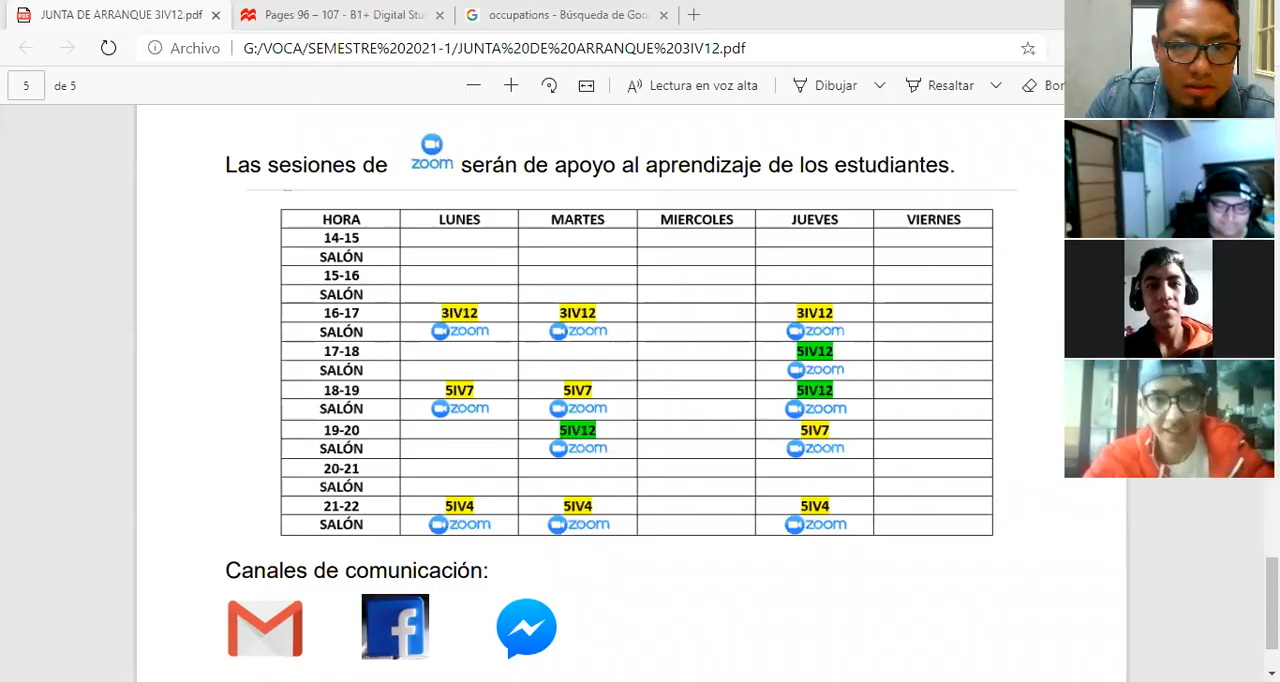 JUNTA DE ARRANQUE 3IV12.pdf
Pages 96 – 107 - B1+ Digital Stu
occupations - Búsqueda de Goo
Archivo G:/VOCA/SEMESTRE%202021-1/JUNTA%20DE%20ARRANQUE%203IV12.pdf
5 de 5 Lectura en voz alta Dibujar Resaltar Bor
Las sesiones de zoom serán de apoyo al aprendizaje de los estudiantes.
HORA LUNES MARTES MIERCOLES JUEVES VIERNES
14-15
SALÓN
15-16
SALÓN
16-17 3IV12 3IV12 3IV12
SALÓN zoom zoom zoom
17-18 5IV12
SALÓN zoom
18-19 5IV7 5IV7 5IV12
SALÓN zoom zoom zoom
19-20 5IV12 5IV7
SALÓN zoom zoom
20-21
SALÓN
21-22 5IV4 5IV4 5IV4
SALÓN zoom zoom zoom
Canales de comunicación: